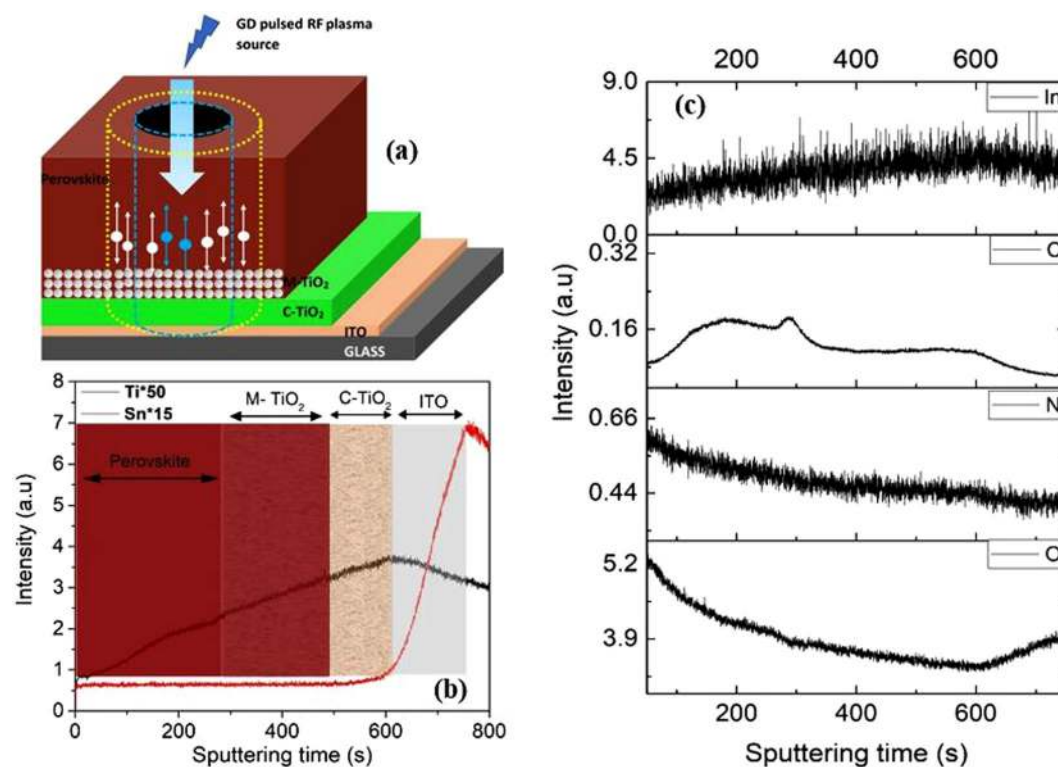 GD pulsed RF plasma
source
(a)
Perovskite
M-TiO₂
C-TiO₂
ITO
GLASS
8
7
6
5
4
3
2
1
0
Intensity (a.u)
Ti*50
Sn*15
M- TiO₂
C-TiO₂
ITO
Perovskite
(b)
0 200 400 600 800
Sputtering time (s)
200 400 600
(c)
9.0
4.5
0.0
In
0.32
0.16
C
0.66
0.44
N
5.2
3.9
O
Intensity (a.u)
200 400 600
Sputtering time (s)